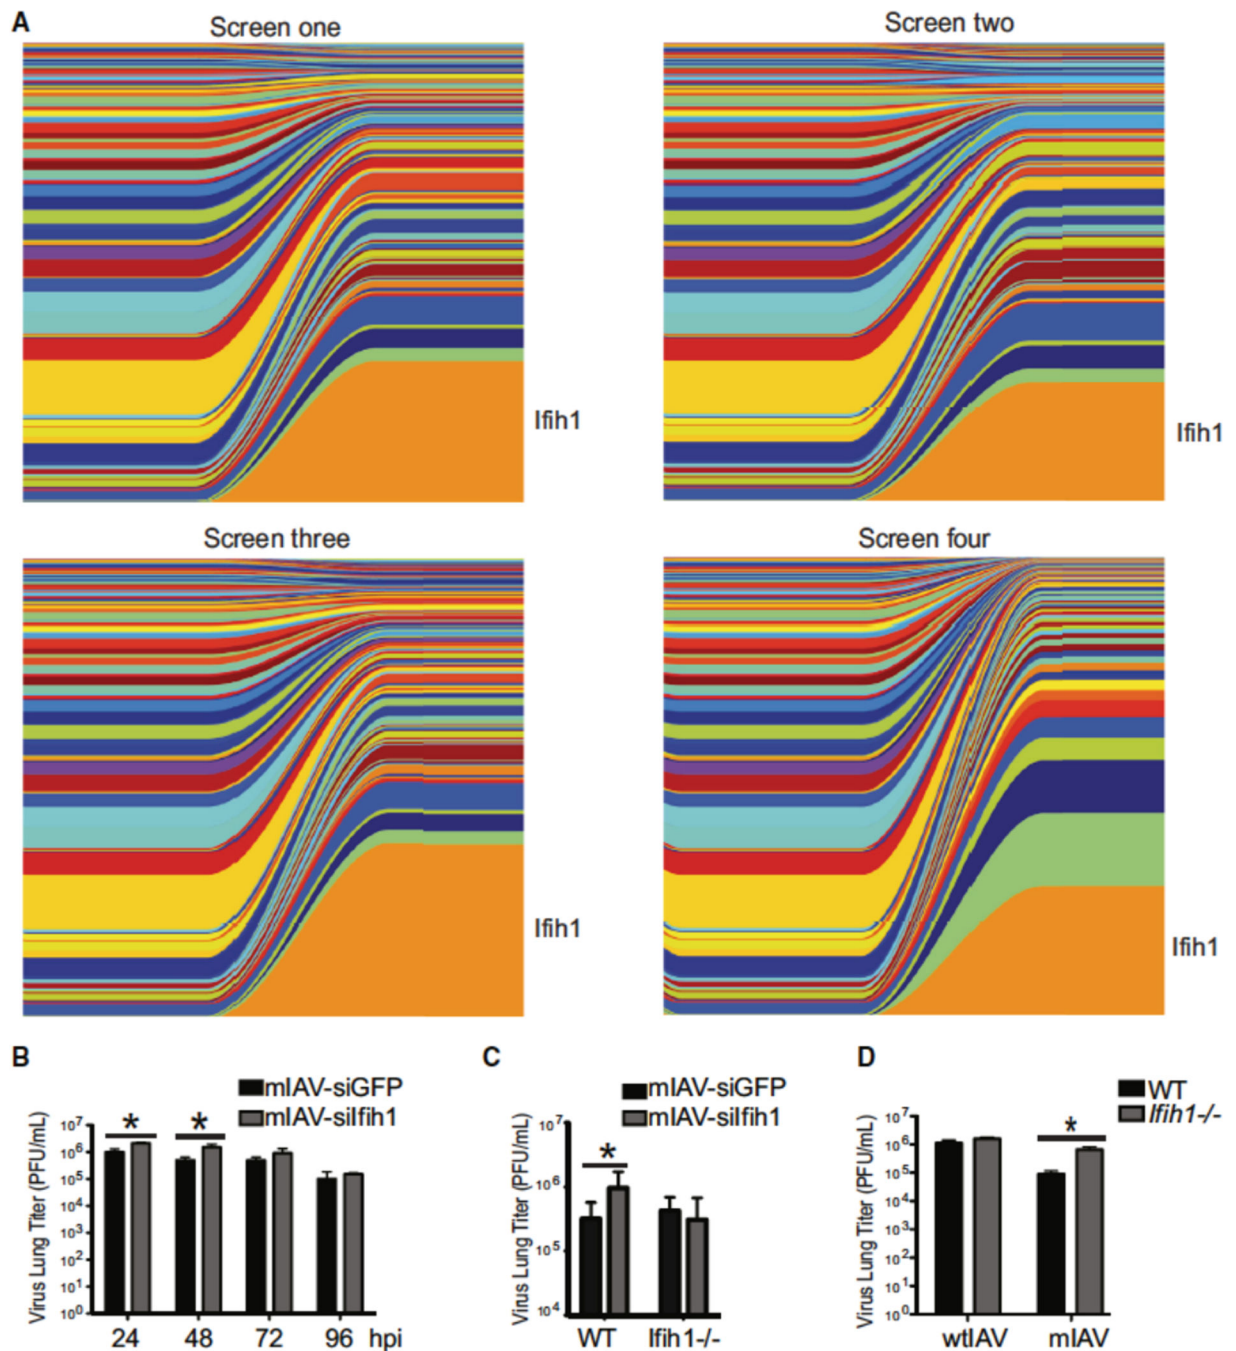 A
Screen one
Screen two
Ifih1
Ifih1
Screen three
Screen four
Ifih1
Ifih1
B
mIAV-siGFP
mIAV-siIfih1
Virus Lung Titer (PFU/mL)
10⁷
10⁶
10⁵
10⁴
10³
10²
10¹
10⁰
* *
24 48 72 96 hpi
C
mIAV-siGFP
mIAV-siIfih1
Virus Lung Titer (PFU/mL)
10⁷
10⁶
10⁵
10⁴
*
WT Ifih1-/-
D
WT
Ifih1-/-
Virus Lung Titer (PFU/mL)
10⁷
10⁶
10⁵
10⁴
10³
10²
10¹
10⁰
*
wtIAV mIAV